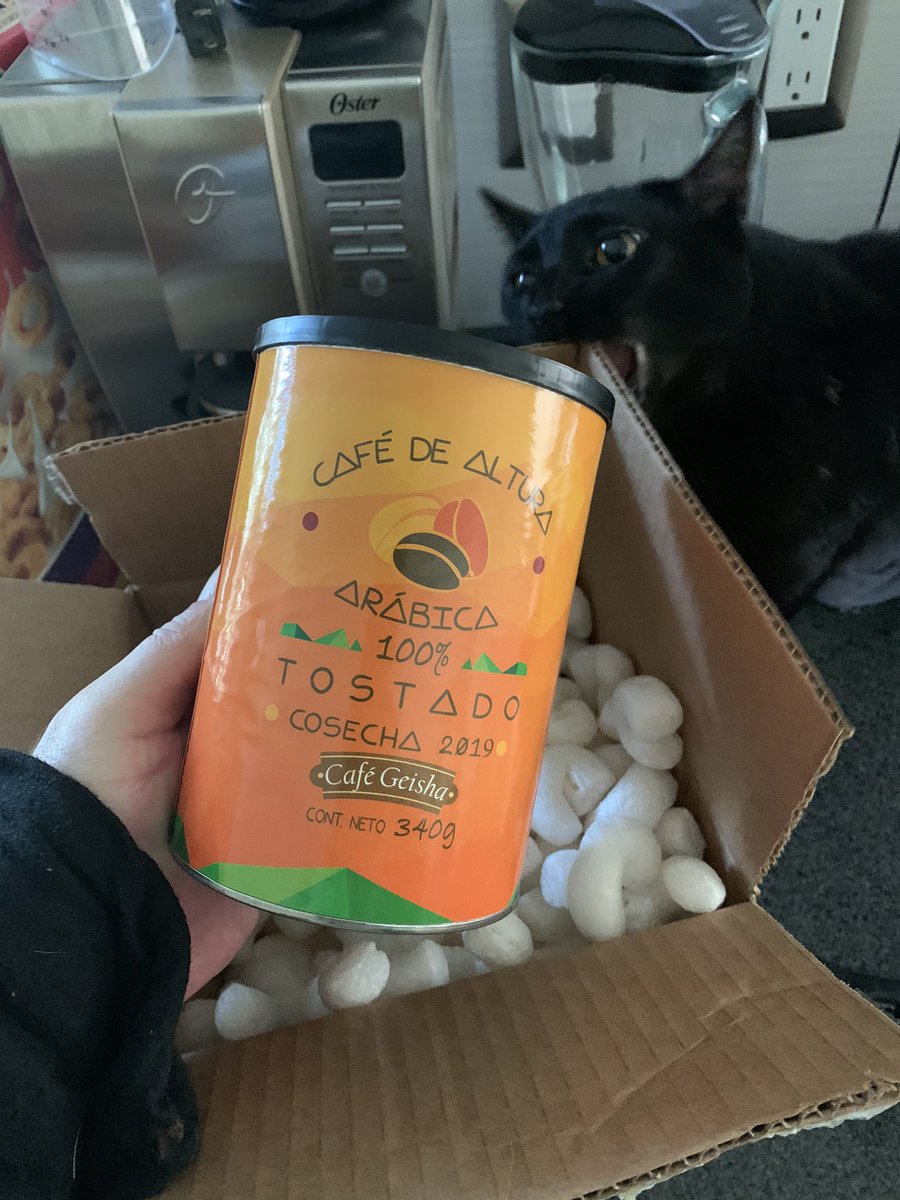 Oster
CAFÉ DE ALTURA
ARÁBICA
100%
TOSTADO
COSECHA 2019
Café Geisha
CONT. NETO 340g